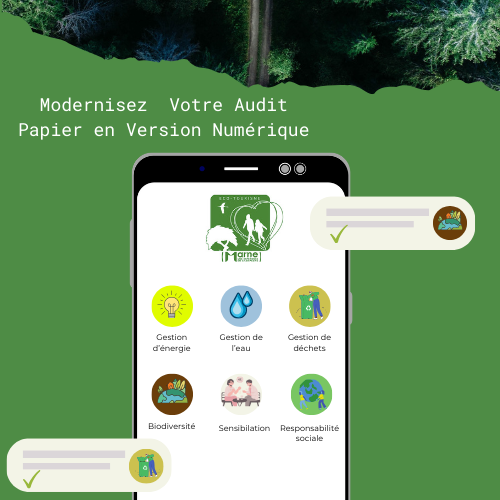 Modernisez Votre Audit
Papier en Version Numérique
ECO-TOURISME
Marne
Gestion
d'énergie
Gestion de
l'eau
Gestion de
déchets
Biodiversité
Sensibilation
Responsabilité
sociale